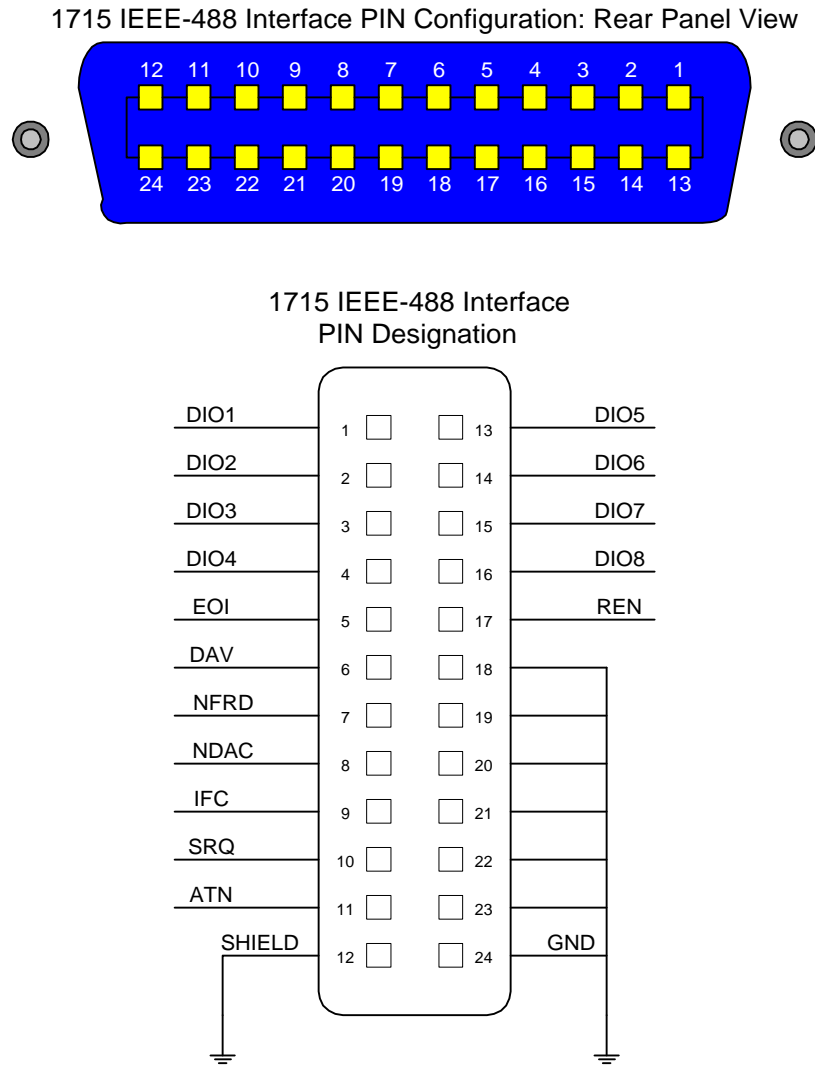 1715 IEEE-488 Interface PIN Configuration: Rear Panel View
12 11 10 9 8 7 6 5 4 3 2 1
24 23 22 21 20 19 18 17 16 15 14 13
1715 IEEE-488 Interface
PIN Designation
DIO1 1 13 DIO5
DIO2 2 14 DIO6
DIO3 3 15 DIO7
DIO4 4 16 DIO8
EOI 5 17 REN
DAV 6 18
NFRD 7 19
NDAC 8 20
IFC 9 21
SRQ 10 22
ATN 11 23
SHIELD 12 24 GND